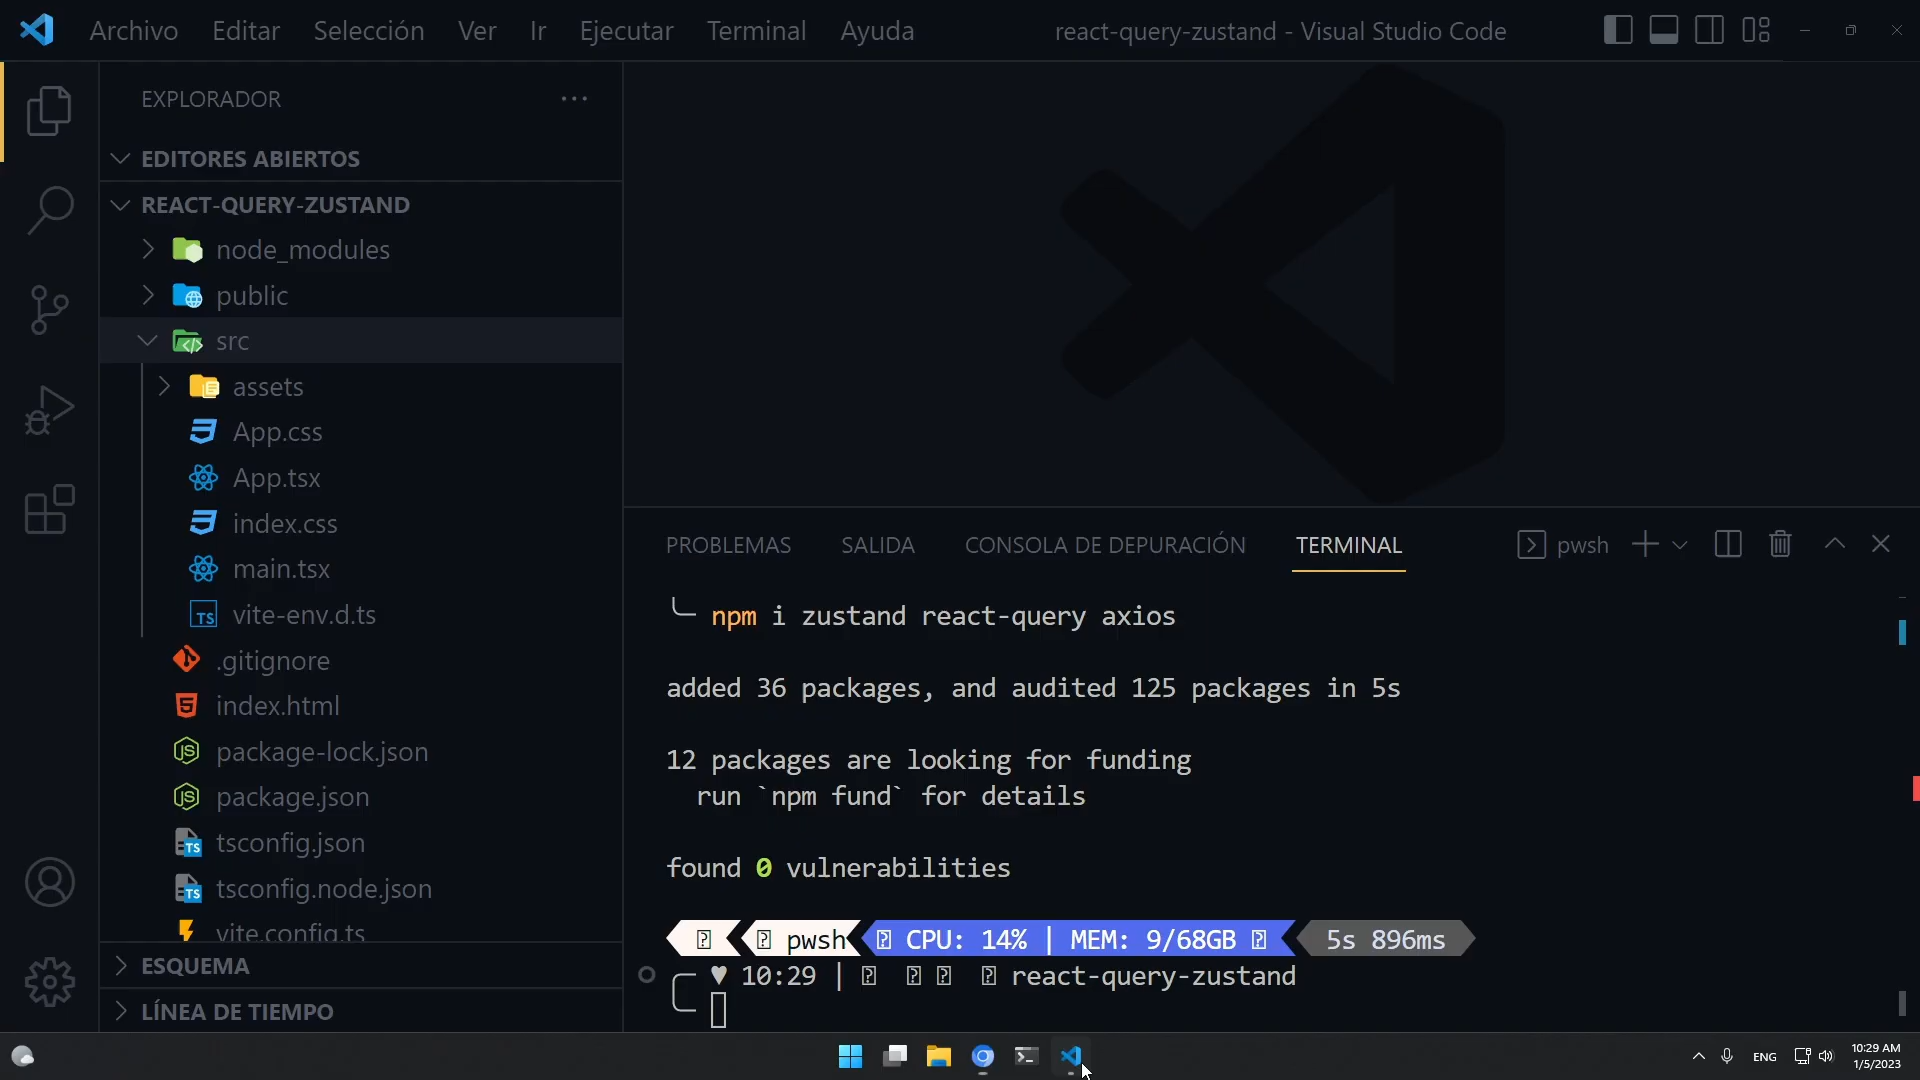 Archivo Editar Selección Ver Ir Ejecutar Terminal Ayuda
react-query-zustand - Visual Studio Code
EXPLORADOR
EDITORES ABIERTOS
REACT-QUERY-ZUSTAND
node_modules
public
src
assets
App.css
App.tsx
index.css
main.tsx
vite-env.d.ts
.gitignore
index.html
package-lock.json
package.json
tsconfig.json
tsconfig.node.json
vite.config.ts
ESQUEMA
LÍNEA DE TIEMPO
PROBLEMAS SALIDA CONSOLA DE DEPURACIÓN TERMINAL
pwsh
npm i zustand react-query axios
added 36 packages, and audited 125 packages in 5s
12 packages are looking for funding
run `npm fund` for details
found 0 vulnerabilities
pwsh CPU: 14% | MEM: 9/68GB 5s 896ms
♥ 10:29 | react-query-zustand
ENG
10:29 AM
1/5/2023